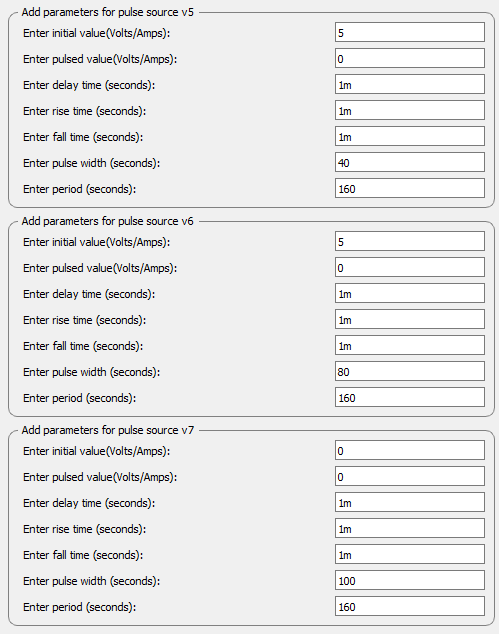 Add parameters for pulse source v5
Enter initial value(Volts/Amps): 5
Enter pulsed value(Volts/Amps): 0
Enter delay time (seconds): 1m
Enter rise time (seconds): 1m
Enter fall time (seconds): 1m
Enter pulse width (seconds): 40
Enter period (seconds): 160
Add parameters for pulse source v6
Enter initial value(Volts/Amps): 5
Enter pulsed value(Volts/Amps): 0
Enter delay time (seconds): 1m
Enter rise time (seconds): 1m
Enter fall time (seconds): 1m
Enter pulse width (seconds): 80
Enter period (seconds): 160
Add parameters for pulse source v7
Enter initial value(Volts/Amps): 0
Enter pulsed value(Volts/Amps): 0
Enter delay time (seconds): 1m
Enter rise time (seconds): 1m
Enter fall time (seconds): 1m
Enter pulse width (seconds): 100
Enter period (seconds): 160